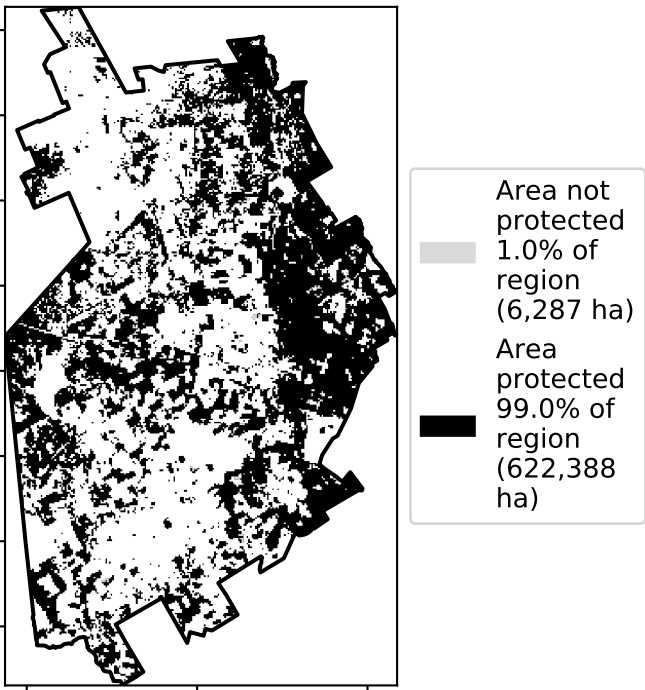 Area not
protected
1.0% of
region
(6,287 ha)
Area
protected
99.0% of
region
(622,388
ha)